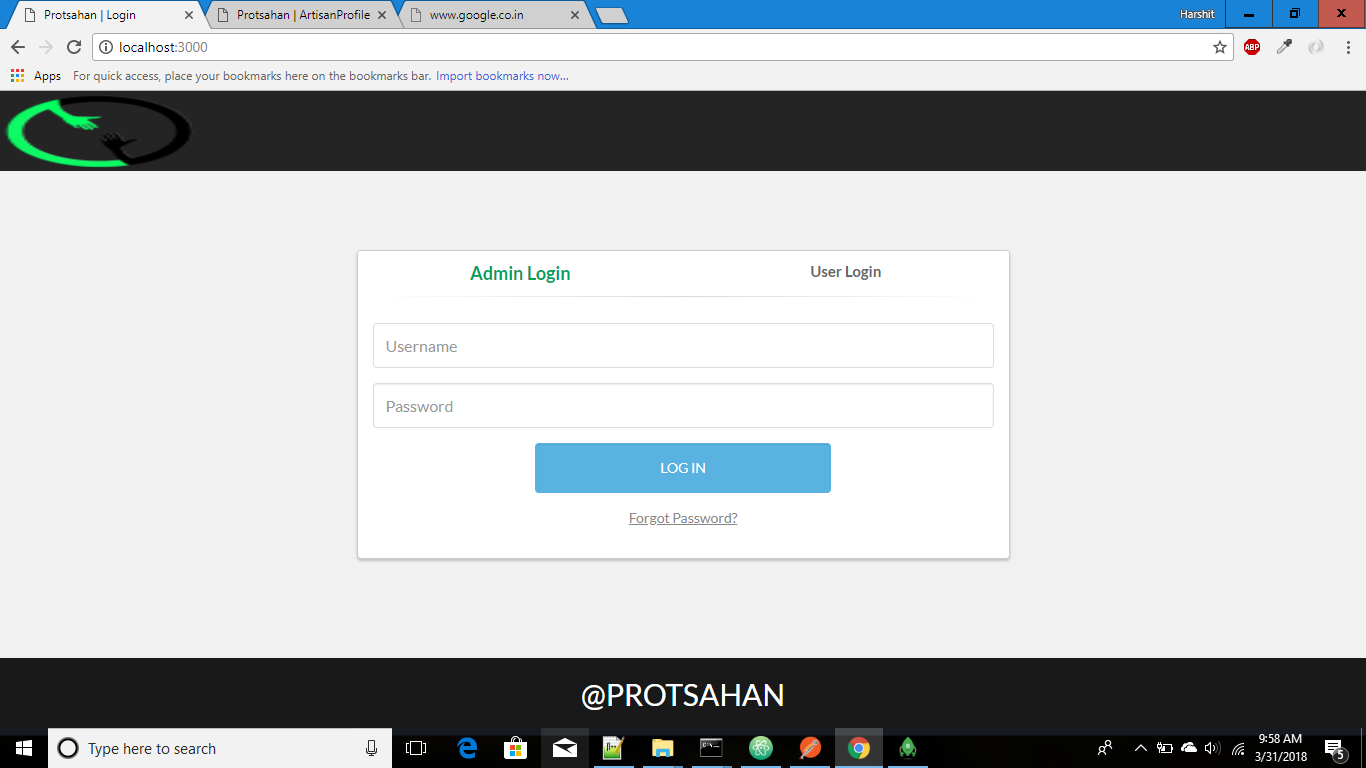 Protsahan | Login
Protsahan | ArtisanProfile
www.google.co.in
Harshit
localhost:3000
ABP
Apps
For quick access, place your bookmarks here on the bookmarks bar. Import bookmarks now...
Admin Login
User Login
Username
Password
LOG IN
Forgot Password?
@PROTSAHAN
Type here to search
9:58 AM
3/31/2018
5